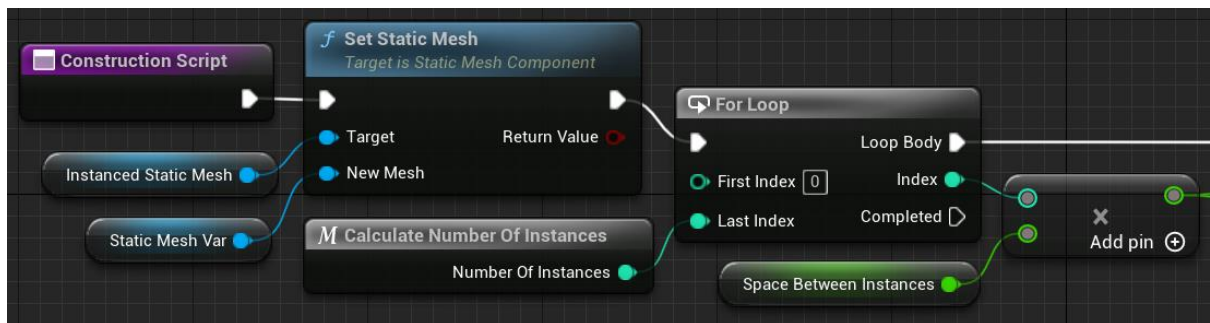 Construction Script
f Set Static Mesh
Target is Static Mesh Component
Target
Return Value
New Mesh
Instanced Static Mesh
Static Mesh Var
M Calculate Number Of Instances
Number Of Instances
For Loop
Loop Body
First Index 0
Index
Last Index
Completed
Space Between Instances
×
Add pin